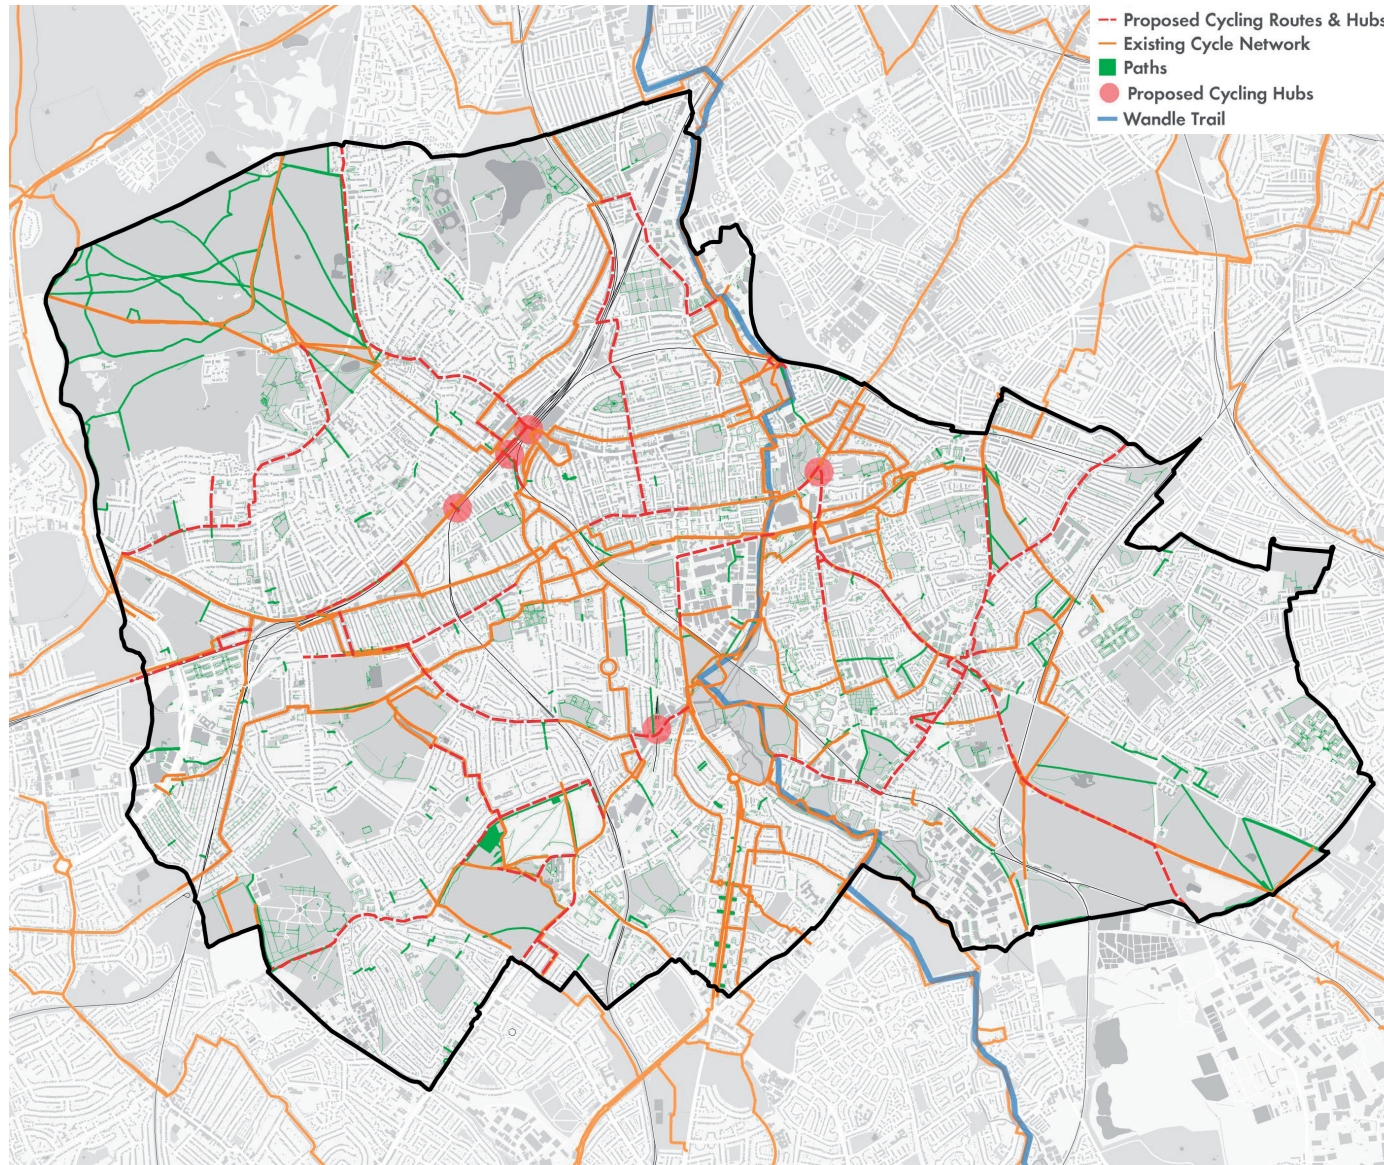 Proposed Cycling Routes & Hubs
Existing Cycle Network
Paths
Proposed Cycling Hubs
Wandle Trail